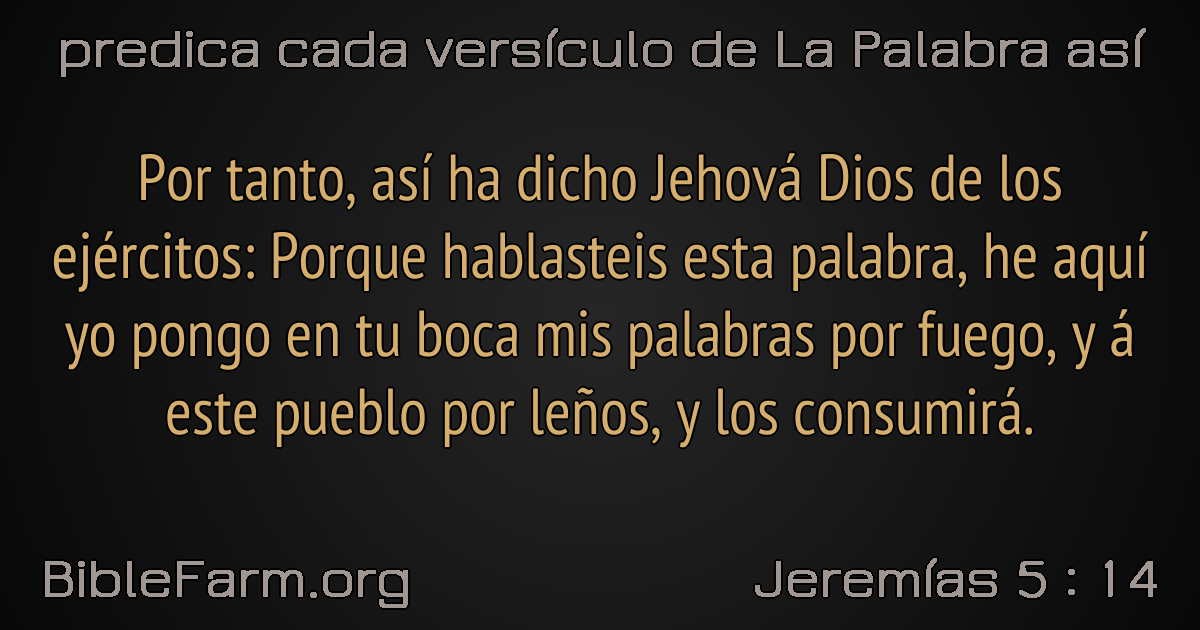 predica cada versículo de La Palabra así
Por tanto, así ha dicho Jehová Dios de los
ejércitos: Porque hablasteis esta palabra, he aquí
yo pongo en tu boca mis palabras por fuego, y á
este pueblo por leños, y los consumirá.
BibleFarm.org
Jeremías 5 : 14